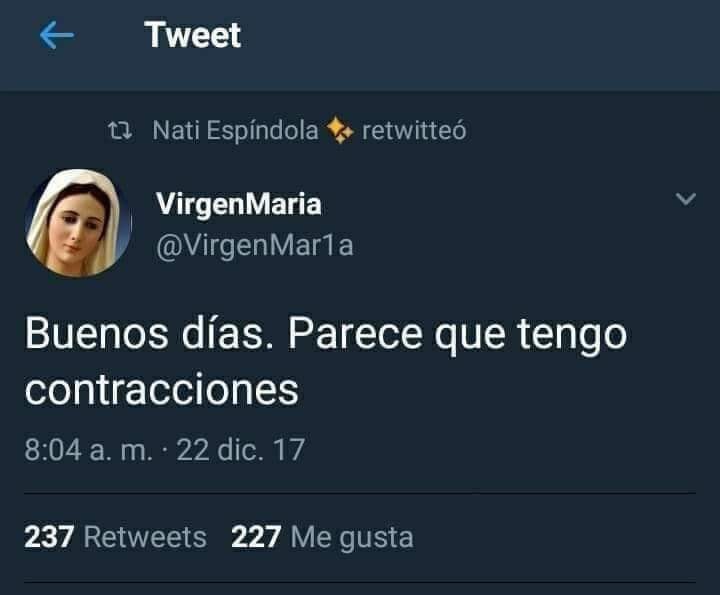 Tweet
Nati Espíndola ✨ retwitteó
VirgenMaria
@VirgenMar1a
Buenos días. Parece que tengo
contracciones
8:04 a. m. · 22 dic. 17
237 Retweets 227 Me gusta